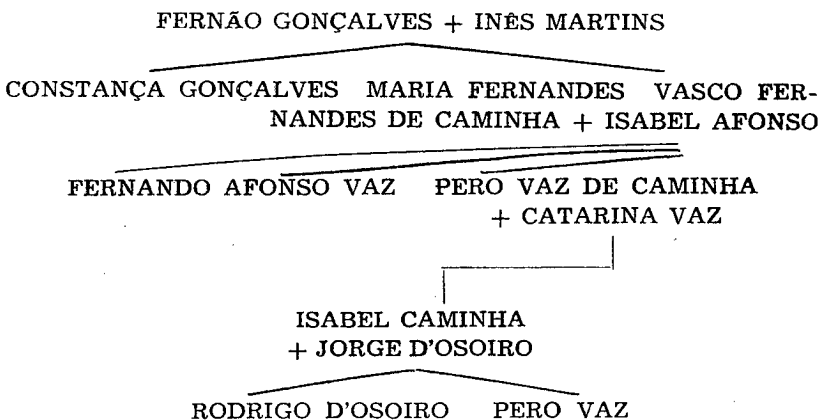 FERNÃO GONÇALVES + INÊS MARTINS
CONSTANÇA GONÇALVES MARIA FERNANDES VASCO FER-
NANDES DE CAMINHA + ISABEL AFONSO
FERNANDO AFONSO VAZ PERO VAZ DE CAMINHA
+ CATARINA VAZ
ISABEL CAMINHA
+ JORGE D'OSOIRO
RODRIGO D'OSOIRO PERO VAZ